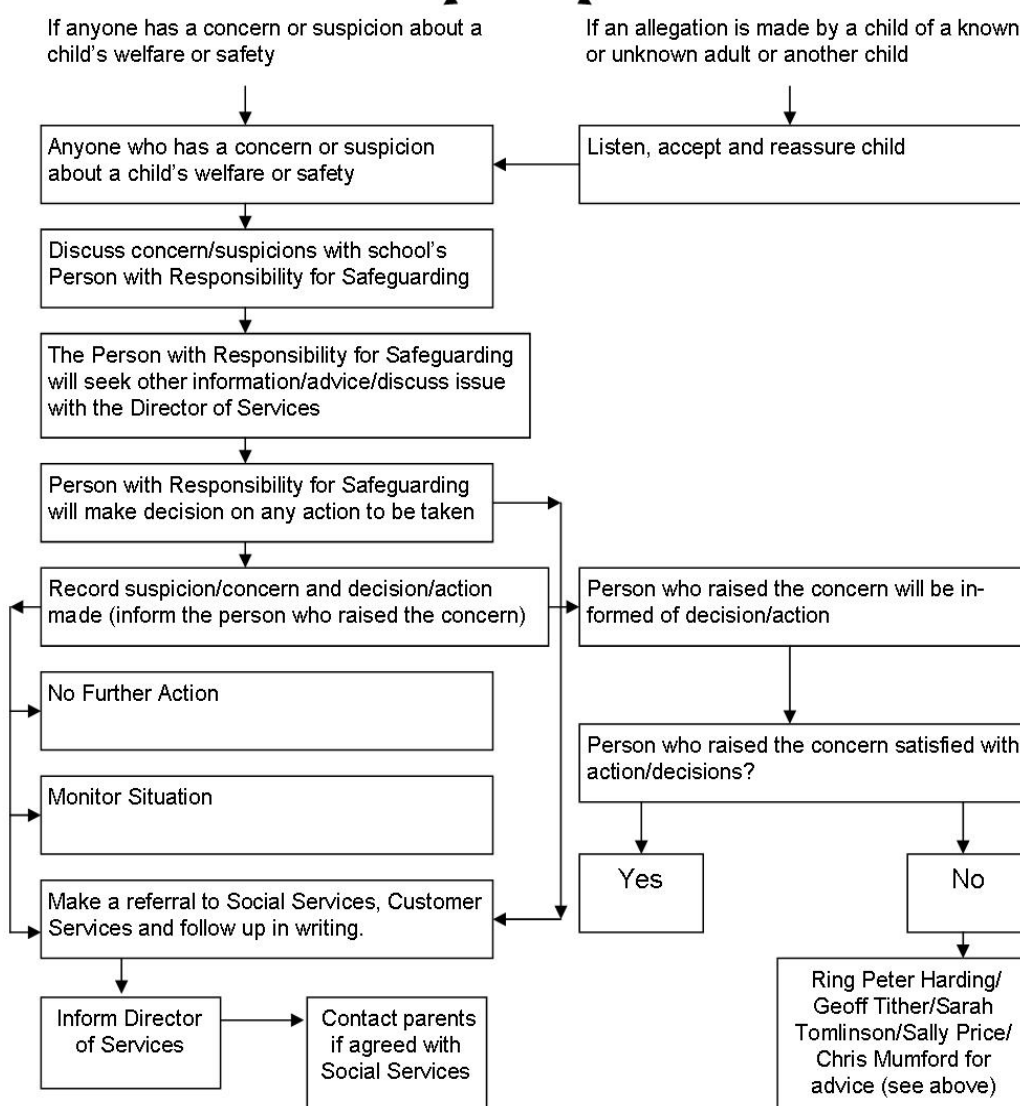 If anyone has a concern or suspicion about a
child's welfare or safety
If an allegation is made by a child of a known
or unknown adult or another child
Anyone who has a concern or suspicion
about a child's welfare or safety
Listen, accept and reassure child
Discuss concern/suspicions with school's
Person with Responsibility for Safeguarding
The Person with Responsibility for Safeguarding
will seek other information/advice/discuss issue
with the Director of Services
Person with Responsibility for Safeguarding
will make decision on any action to be taken
Record suspicion/concern and decision/action
made (inform the person who raised the concern)
Person who raised the concern will be in-
formed of decision/action
No Further Action
Person who raised the concern satisfied with
action/decisions?
Monitor Situation
Yes
No
Make a referral to Social Services, Customer
Services and follow up in writing.
Inform Director
of Services
Contact parents
if agreed with
Social Services
Ring Peter Harding/
Geoff Tither/Sarah
Tomlinson/Sally Price/
Chris Mumford for
advice (see above)